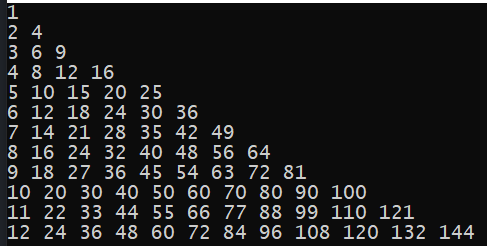 1
2 4
3 6 9
4 8 12 16
5 10 15 20 25
6 12 18 24 30 36
7 14 21 28 35 42 49
8 16 24 32 40 48 56 64
9 18 27 36 45 54 63 72 81
10 20 30 40 50 60 70 80 90 100
11 22 33 44 55 66 77 88 99 110 121
12 24 36 48 60 72 84 96 108 120 132 144